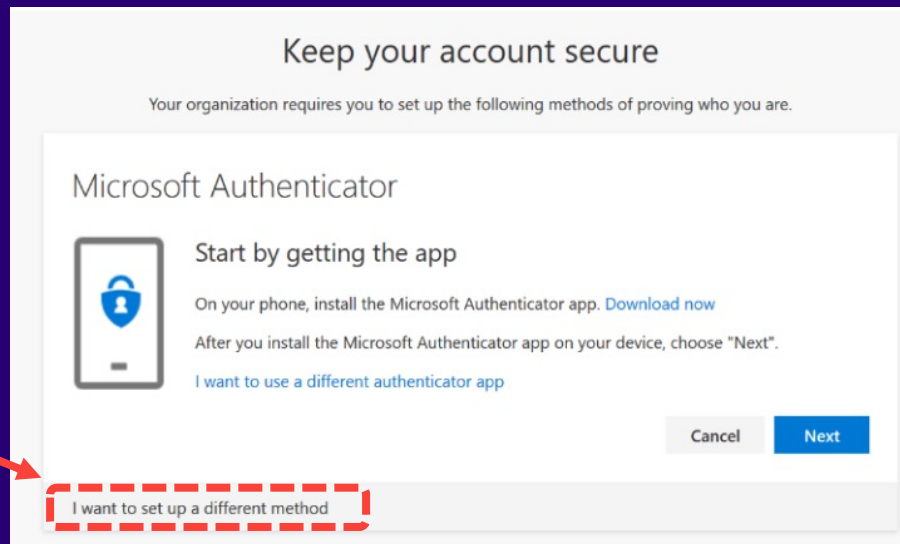 Keep your account secure
Your organization requires you to set up the following methods of proving who you are.
Microsoft Authenticator
Start by getting the app
On your phone, install the Microsoft Authenticator app. Download now
After you install the Microsoft Authenticator app on your device, choose "Next".
I want to use a different authenticator app
Cancel Next
I want to set up a different method